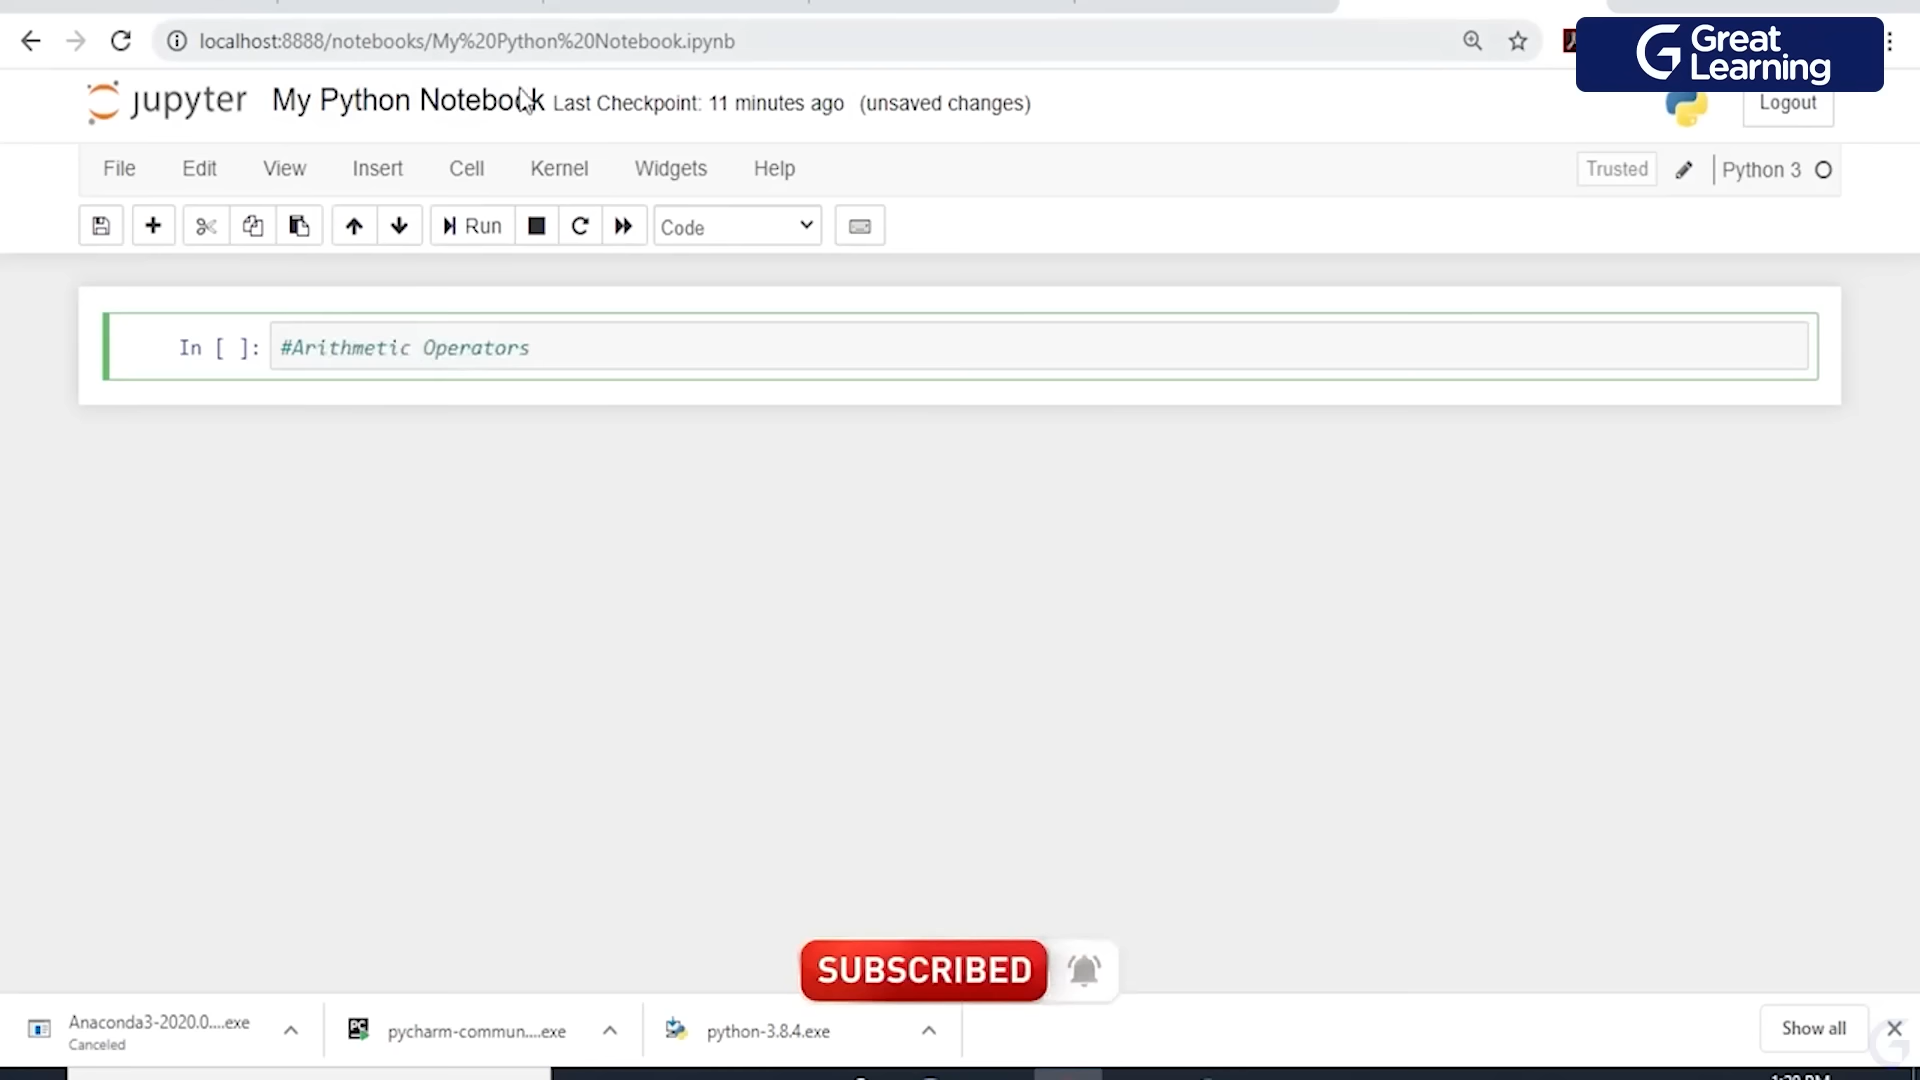 localhost:8888/notebooks/My%20Python%20Notebook.ipynb
Great
Learning
jupyter My Python Notebook Last Checkpoint: 11 minutes ago (unsaved changes)
Logout
File Edit View Insert Cell Kernel Widgets Help
Trusted Python 3
Run Code
In [ ]: #Arithmetic Operators
SUBSCRIBED
Anaconda3-2020.0....exe
Canceled
pycharm-commun....exe
python-3.8.4.exe
Show all